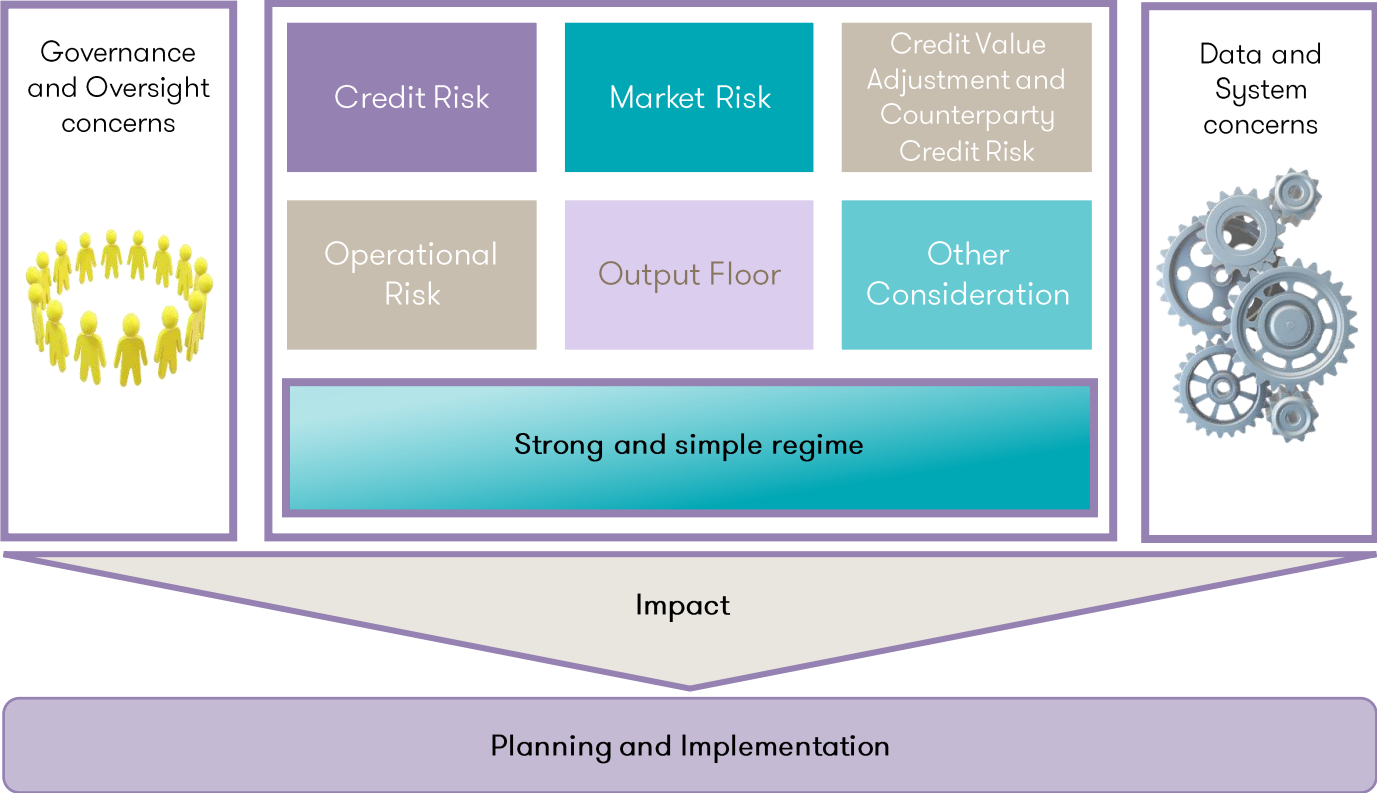 Governance
and Oversight
concerns
Credit Risk
Market Risk
Credit Value
Adjustment and
Counterparty
Credit Risk
Data and
System
concerns
Operational
Risk
Output Floor
Other
Consideration
Strong and simple regime
Impact
Planning and Implementation